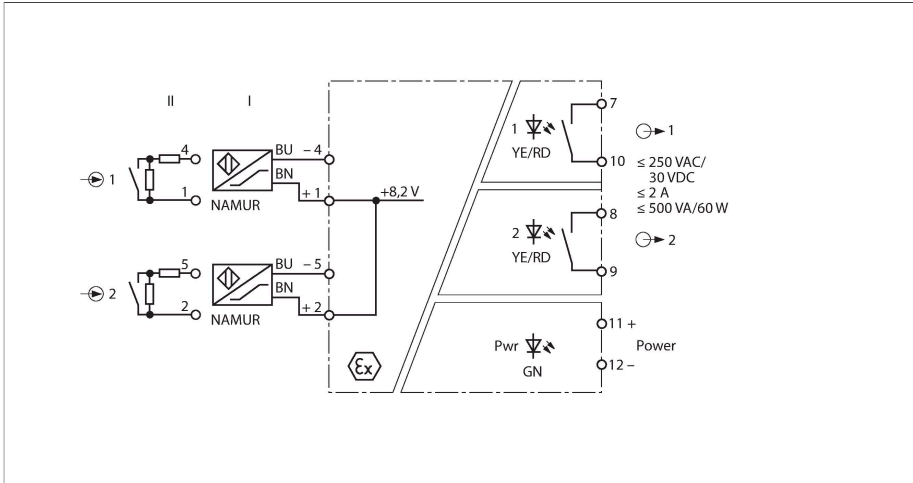 II I
1
4
1
BU – 4
BN
+ 1
NAMUR
+8,2 V
2
5
2
BU – 5
BN
+ 2
NAMUR
Ex
1
YE/RD
7
10
1
≤ 250 VAC/
30 VDC
≤ 2 A
≤ 500 VA/60 W
2
YE/RD
8
9
2
Pwr
GN
11 +
Power
12 –